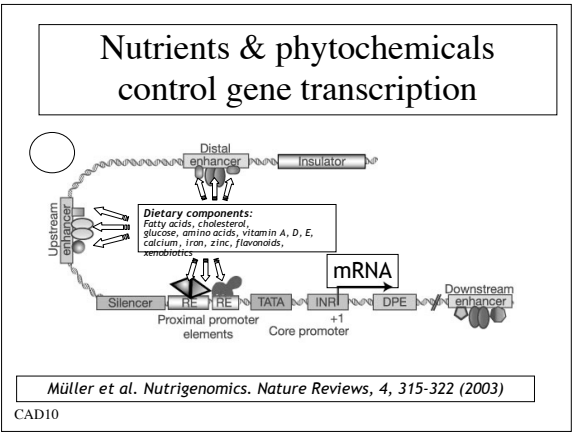 Nutrients & phytochemicals
control gene transcription
Distal
enhancer
Insulator
Upstream
enhancer
Dietary components:
Fatty acids, cholesterol,
glucose, amino acids, vitamin A, D, E,
calcium, iron, zinc, flavonoids,
xenobiotics
mRNA
Downstream
enhancer
Silencer
RE
RE
TATA
INR
DPE
+1
Proximal promoter
elements
Core promoter
Müller et al. Nutrigenomics. Nature Reviews, 4, 315-322 (2003)
CAD10